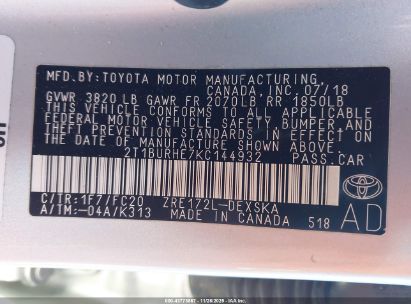 MFD.BY:TOYOTA MOTOR MANUFACTURING,
CANADA,INC.07/18
GVWR 3820 LB GAWR FR 2070LB RR 1850LB
THIS VEHICLE CONFORMS TO ALL APPLICABLE
FEDERAL MOTOR VEHICLE SAFETY, BUMPER,AND
THEFT PREVENTION STANDARDS IN EFFECT ON
THE DATE OF MANUFACTURE SHOWN ABOVE.
2T1BURHE7KC144932 PASS.CAR
C/TR:1F7/FC20 ZRE172L-DEXSKA
A/TM:-04A/K313 MADE IN CANADA 518
AD